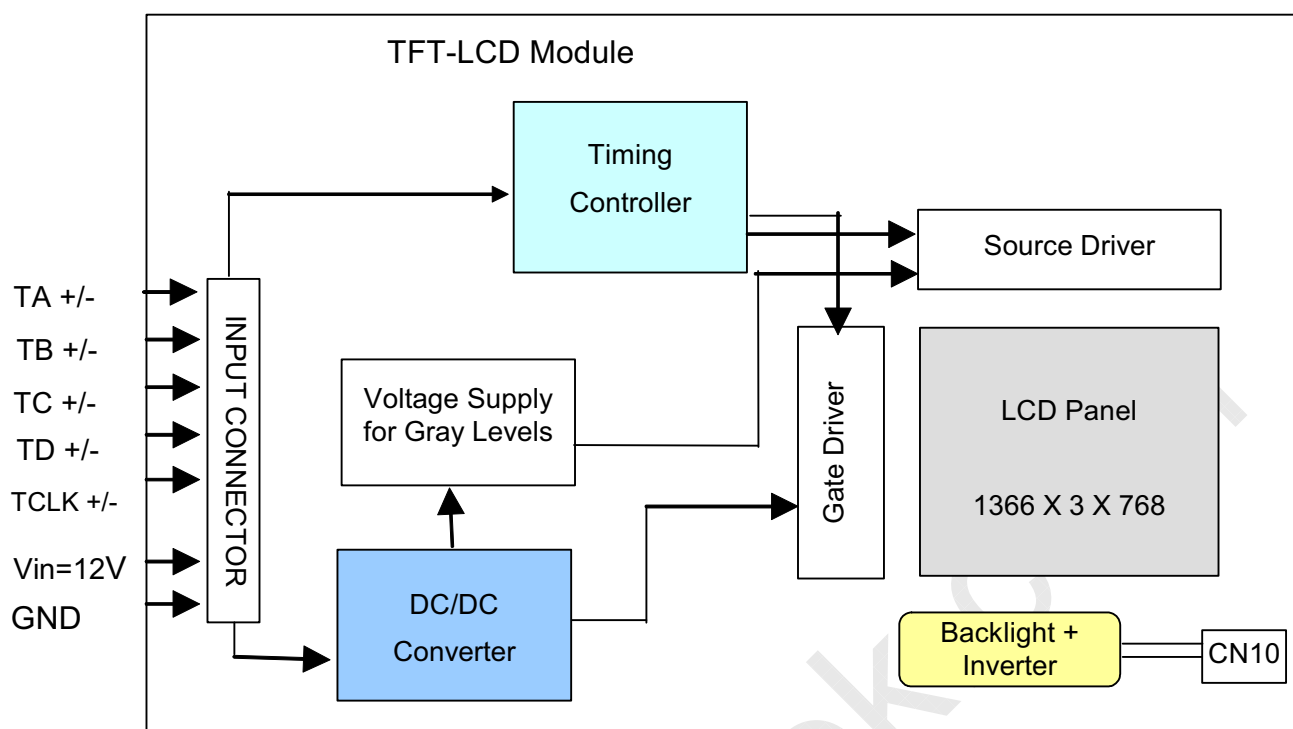 TFT-LCD Module
Timing
Controller
Source Driver
TA +/-
TB +/-
TC +/-
TD +/-
TCLK +/-
Vin=12V
GND
INPUT CONNECTOR
Voltage Supply
for Gray Levels
Gate Driver
LCD Panel
1366 X 3 X 768
DC/DC
Converter
Backlight +
Inverter
CN10